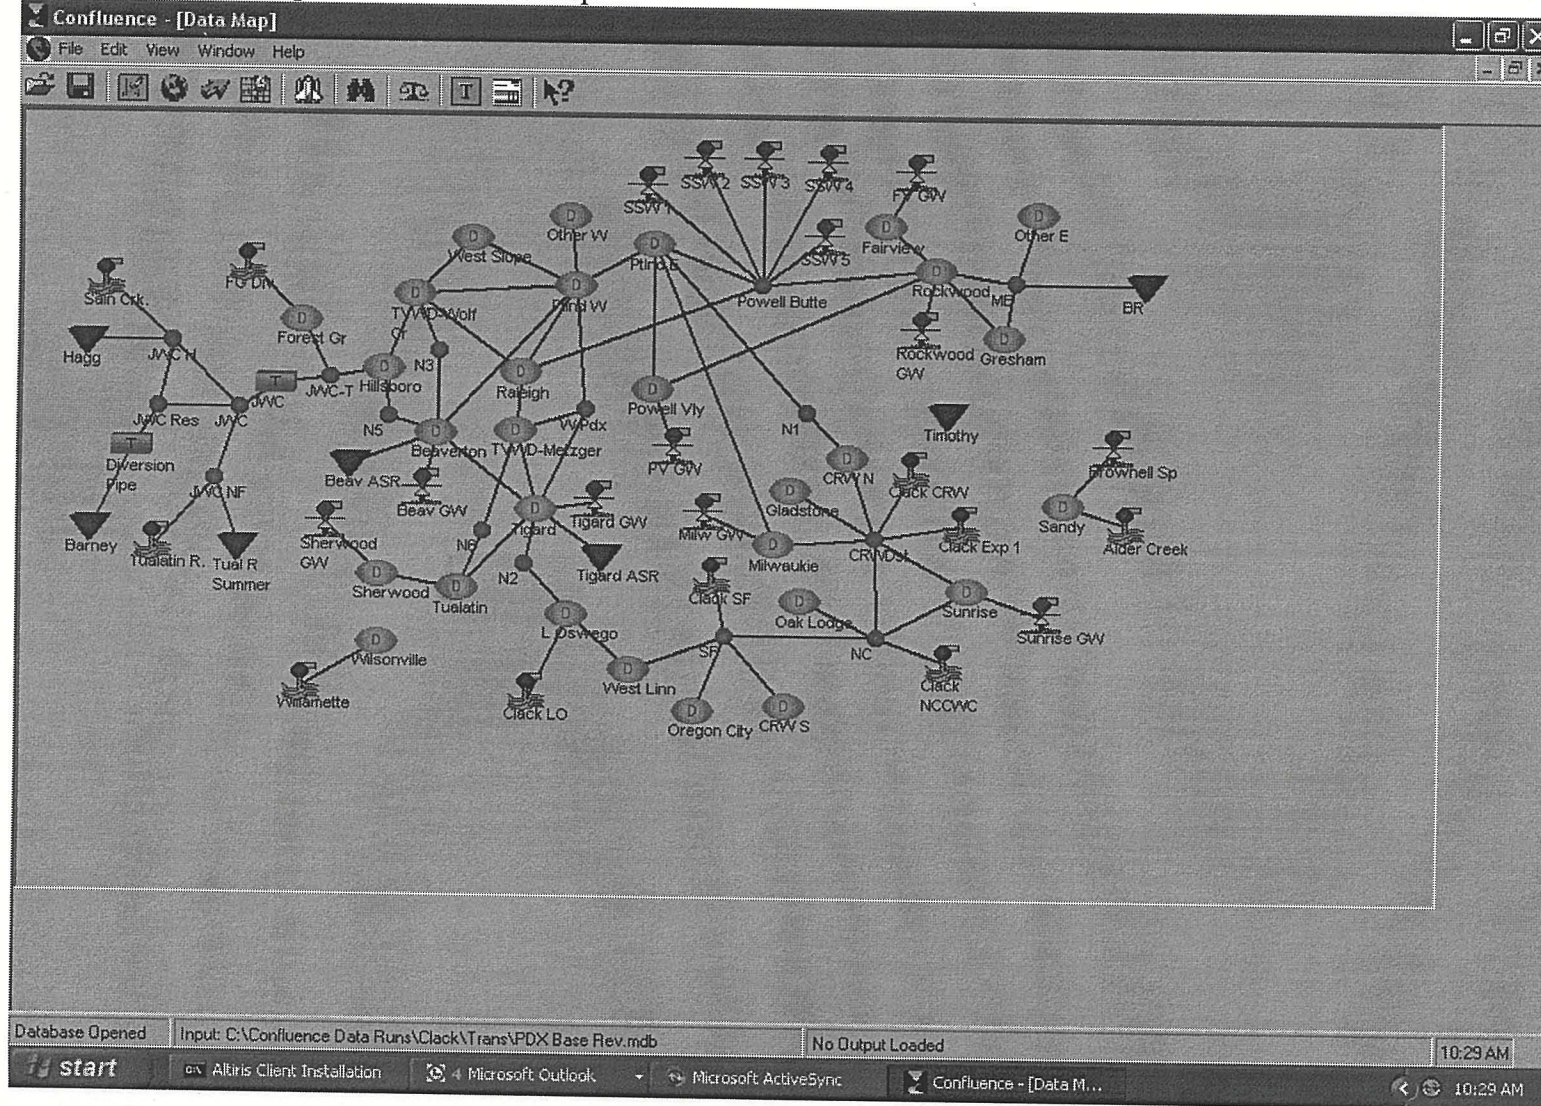 Confluence - [Data Map]
File Edit View Window Help
T
SSW 1
SSW 2
SSW 3
SSW 4
SSW 5
FV GW
D Other W
D Other E
D West Slope
D Ptlnd E
D Fairview
FG Div
Sain Crk.
D TVWD-Wolf Cr
D Ptlnd W
Powell Butte
D Rockwood
MB
BR
D Forest Gr
Hagg
JWC H
T JWC
JWC-T
D Hillsboro
N3
D Raleigh
D Powell Vly
Rockwood GW
D Gresham
JWC Res
JWC
N5
D Beaverton
D TVWD-Metzger
WPdx
N1
Timothy
T Diversion Pipe
Beav ASR
PV GW
D CRW N
Clack CRW
Brownell Sp
JWC NF
Beav GW
D Tigard
Tigard GW
Milw GW
D Gladstone
D Sandy
Barney
Tualatin R.
Tual R Summer
Sherwood GW
N6
D Milwaukie
CRWDst
Clack Exp 1
Alder Creek
D Sherwood
D Tualatin
N2
Tigard ASR
Clack SF
D Oak Lodge
D Sunrise
Sunrise GW
D Wilsonville
D L Oswego
SF
NC
Willamette
Clack LO
D West Linn
Clack NCCWC
D Oregon City
D CRW S
Database Opened Input: C:\Confluence Data Runs\Clack\Trans\PDX Base Rev.mdb No Output Loaded 10:29 AM
start Altiris Client Installation 4 Microsoft Outlook Microsoft ActiveSync Confluence - [Data M... 10:29 AM